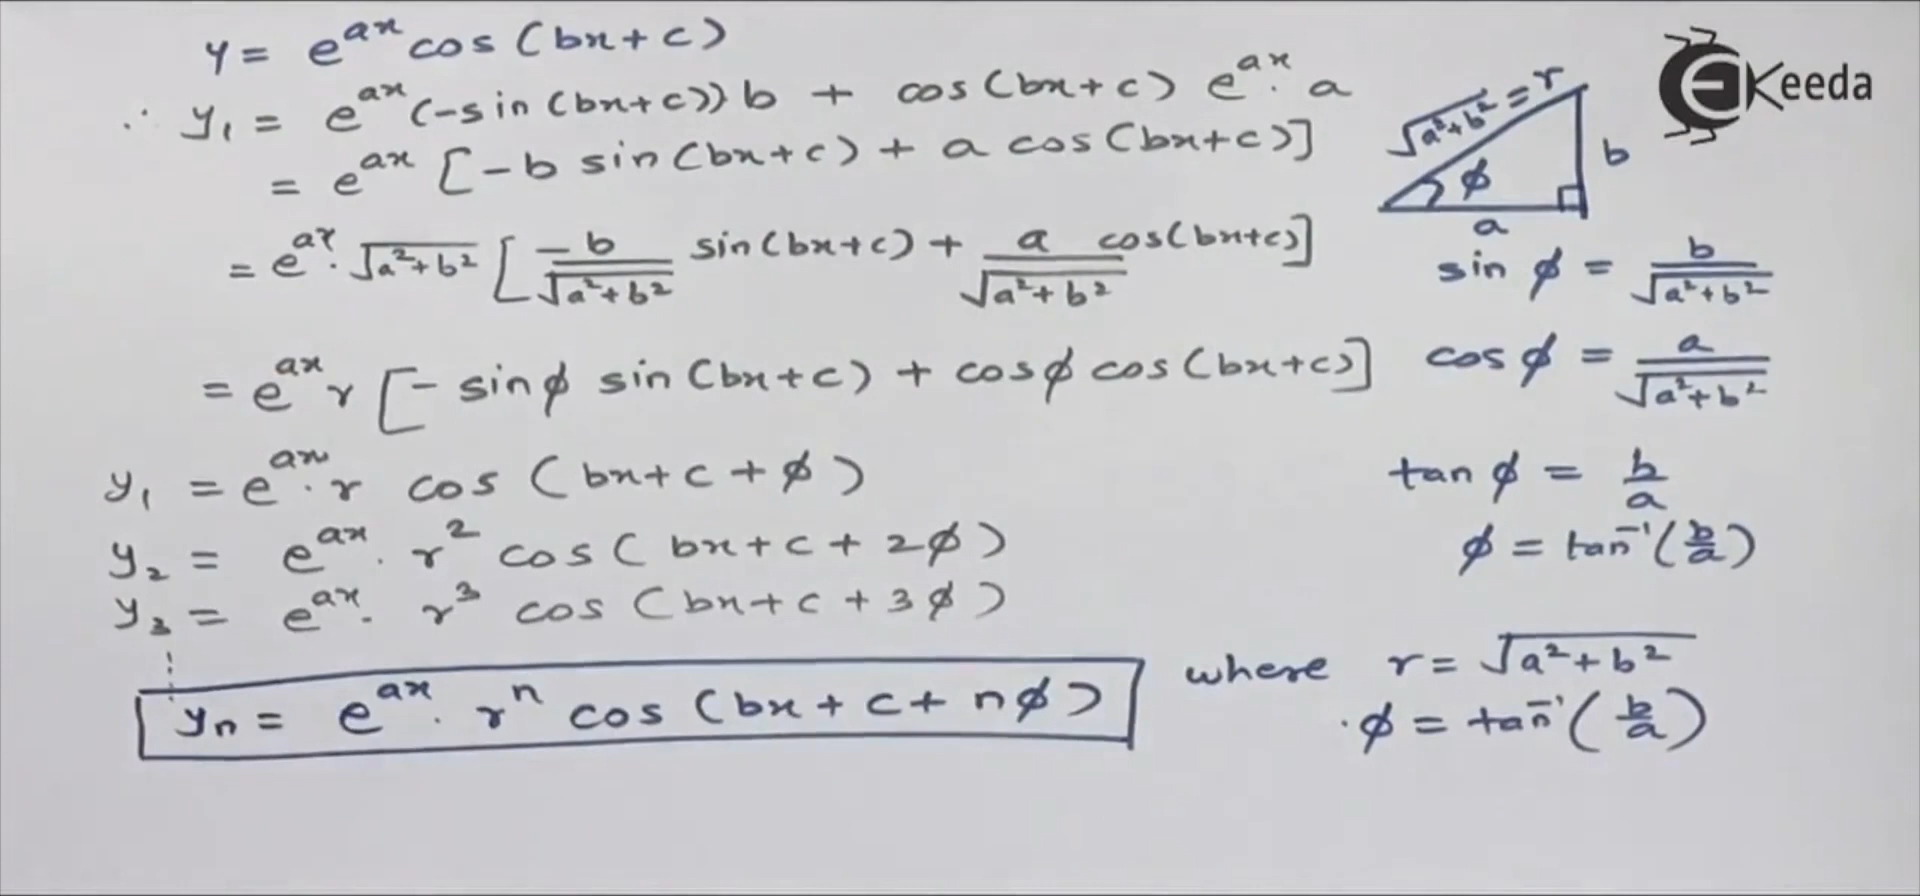 y = e^{ax} cos (bx+c)
∴ y₁ = e^{ax} (-sin (bx+c)) b + cos (bx+c) e^{ax}. a
= e^{ax} [-b sin (bx+c) + a cos (bx+c)]
= e^{ax}. √(a²+b²) [ -b/√(a²+b²) sin (bx+c) + a/√(a²+b²) cos(bx+c)]
= e^{ax} r [- sin ϕ sin (bx+c) + cos ϕ cos (bx+c)]
y₁ = e^{ax}. r cos (bx+c+ϕ)
y₂ = e^{ax}. r² cos (bx+c+2ϕ)
y₃ = e^{ax}. r³ cos (bx+c+3ϕ)
yₙ = e^{ax}. rⁿ cos (bx+c+nϕ)
√(a²+b²) = r
b
ϕ
a
sin ϕ = b/√(a²+b²)
cos ϕ = a/√(a²+b²)
tan ϕ = b/a
ϕ = tan⁻¹(b/a)
where r = √(a²+b²)
ϕ = tan⁻¹(b/a)
EKeeda